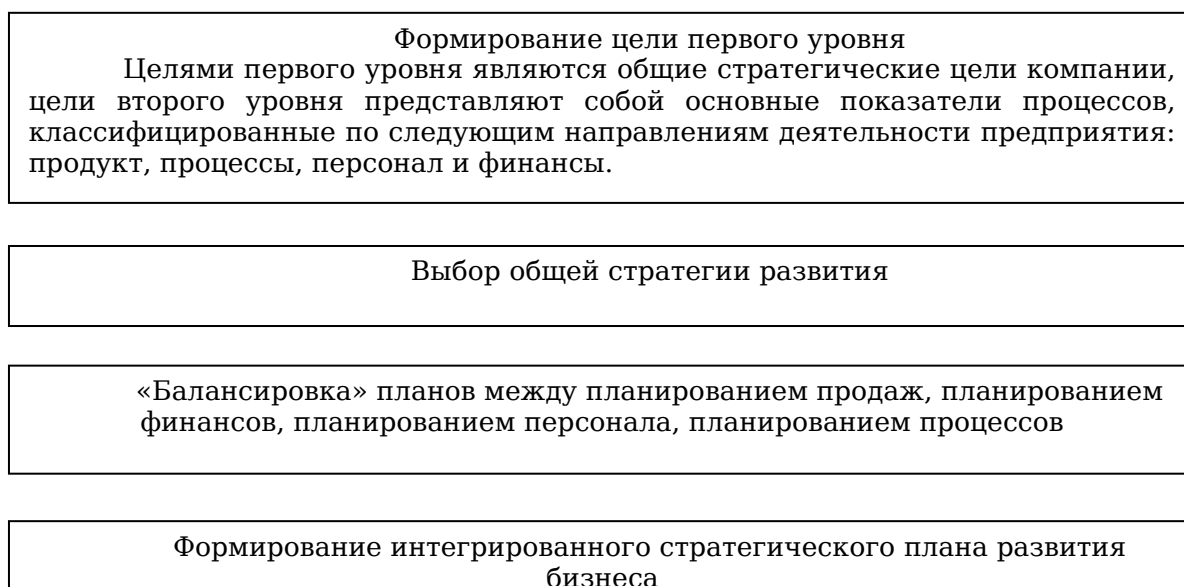 Формирование цели первого уровня
Целями первого уровня являются общие стратегические цели компании,
цели второго уровня представляют собой основные показатели процессов,
классифицированные по следующим направлениям деятельности предприятия:
продукт, процессы, персонал и финансы.
Выбор общей стратегии развития
«Балансировка» планов между планированием продаж, планированием
финансов, планированием персонала, планированием процессов
Формирование интегрированного стратегического плана развития
бизнеса